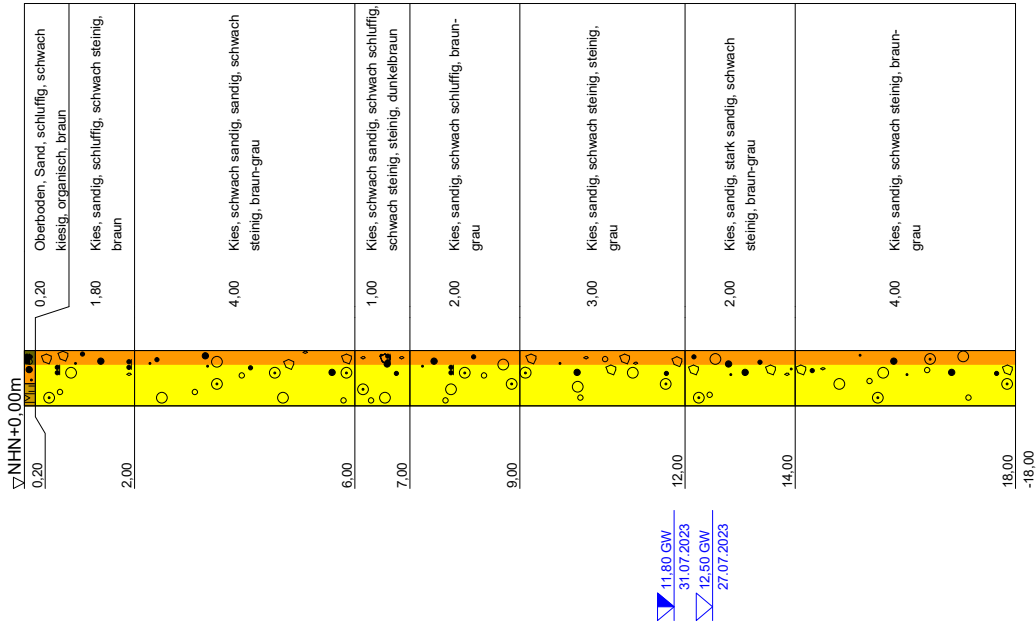 NHN+0,00m
0,20
0,20
Oberboden, Sand, schluffig, schwach
kiesig, organisch, braun
2,00
1,80
Kies, sandig, schluffig, schwach steinig,
braun
6,00
4,00
Kies, schwach sandig, sandig, schwach
steinig, braun-grau
7,00
1,00
Kies, schwach sandig, schwach schluffig,
schwach steinig, steinig, dunkelbraun
9,00
2,00
Kies, sandig, schwach schluffig, braun-
grau
12,00
3,00
Kies, sandig, schwach steinig, steinig,
grau
14,00
2,00
Kies, sandig, stark sandig, schwach
steinig, braun-grau
18,00
4,00
Kies, sandig, schwach steinig, braun-
grau
-18,00
11,80 GW
31.07.2023
12,50 GW
27.07.2023